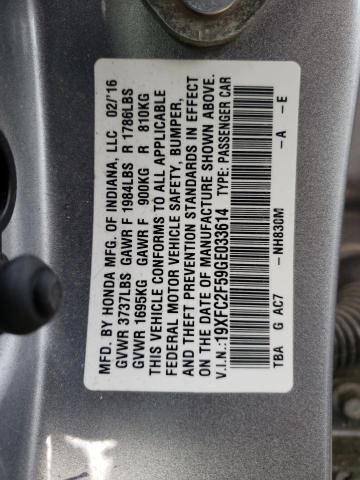 MFG. BY HONDA MFG. OF INDIANA, LLC 02/'16
GVWR 3737LBS GAWR F 1984LBS R 1786LBS
GVWR 1695KG GAWR F 900KG R 810KG
THIS VEHICLE CONFORMS TO ALL APPLICABLE
FEDERAL MOTOR VEHICLE SAFETY, BUMPER,
AND THEFT PREVENTION STANDARDS IN EFFECT
ON THE DATE OF MANUFACTURE SHOWN ABOVE.
V.I.N.:19XFC2F59GE033614 TYPE: PASSENGER CAR
TBA G AC7 -NH830M -A -E